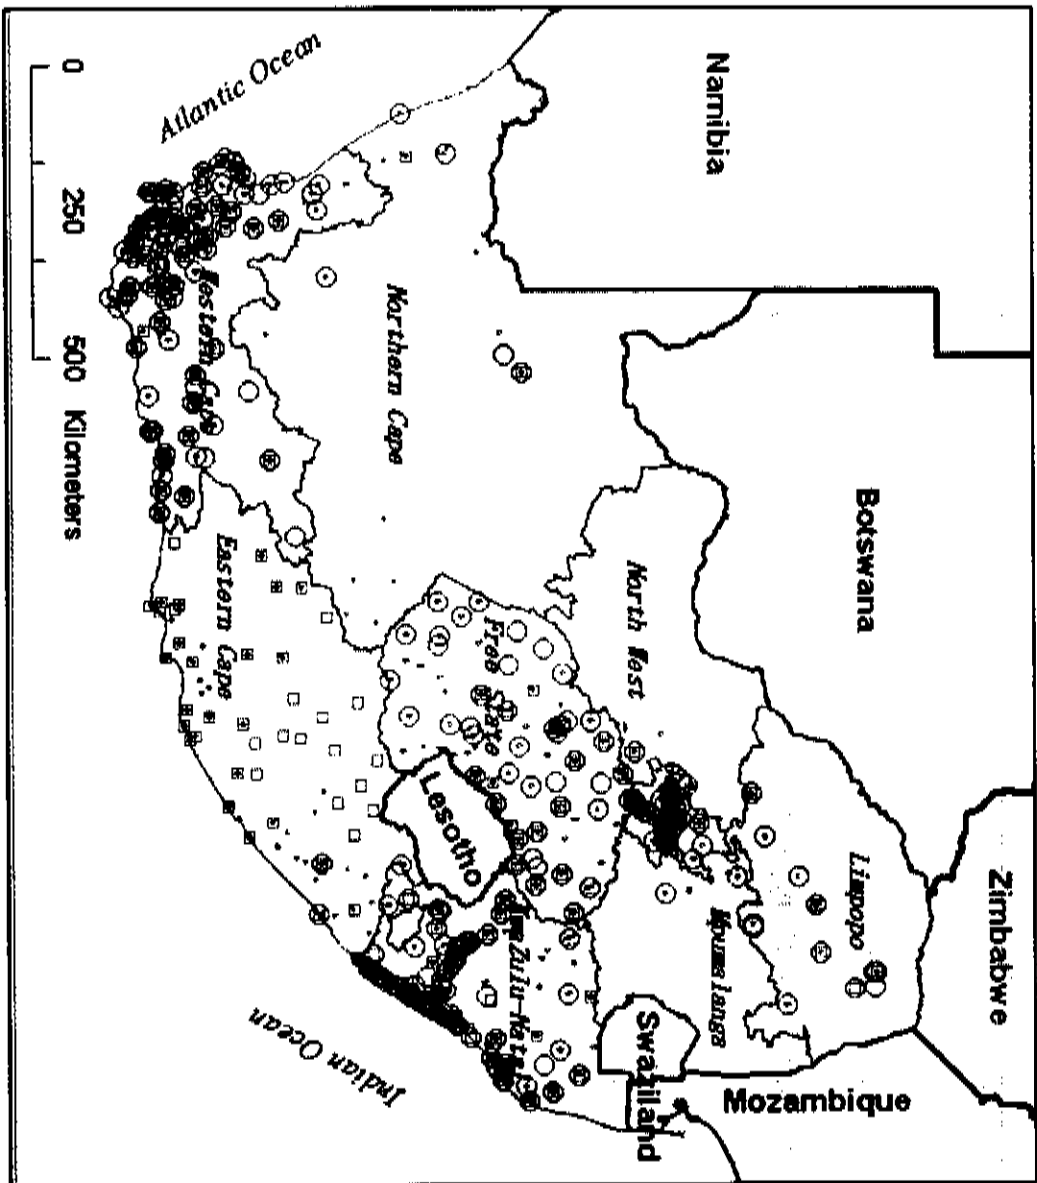 Namibia
Botswana
Zimbabwe
Mozambique
Swaziland
Lesotho
Limpopo
Mpumalanga
North West
Northern Cape
Free State
Western Cape
Eastern Cape
Atlantic Ocean
Indian Ocean
0 250 500 Kilometers